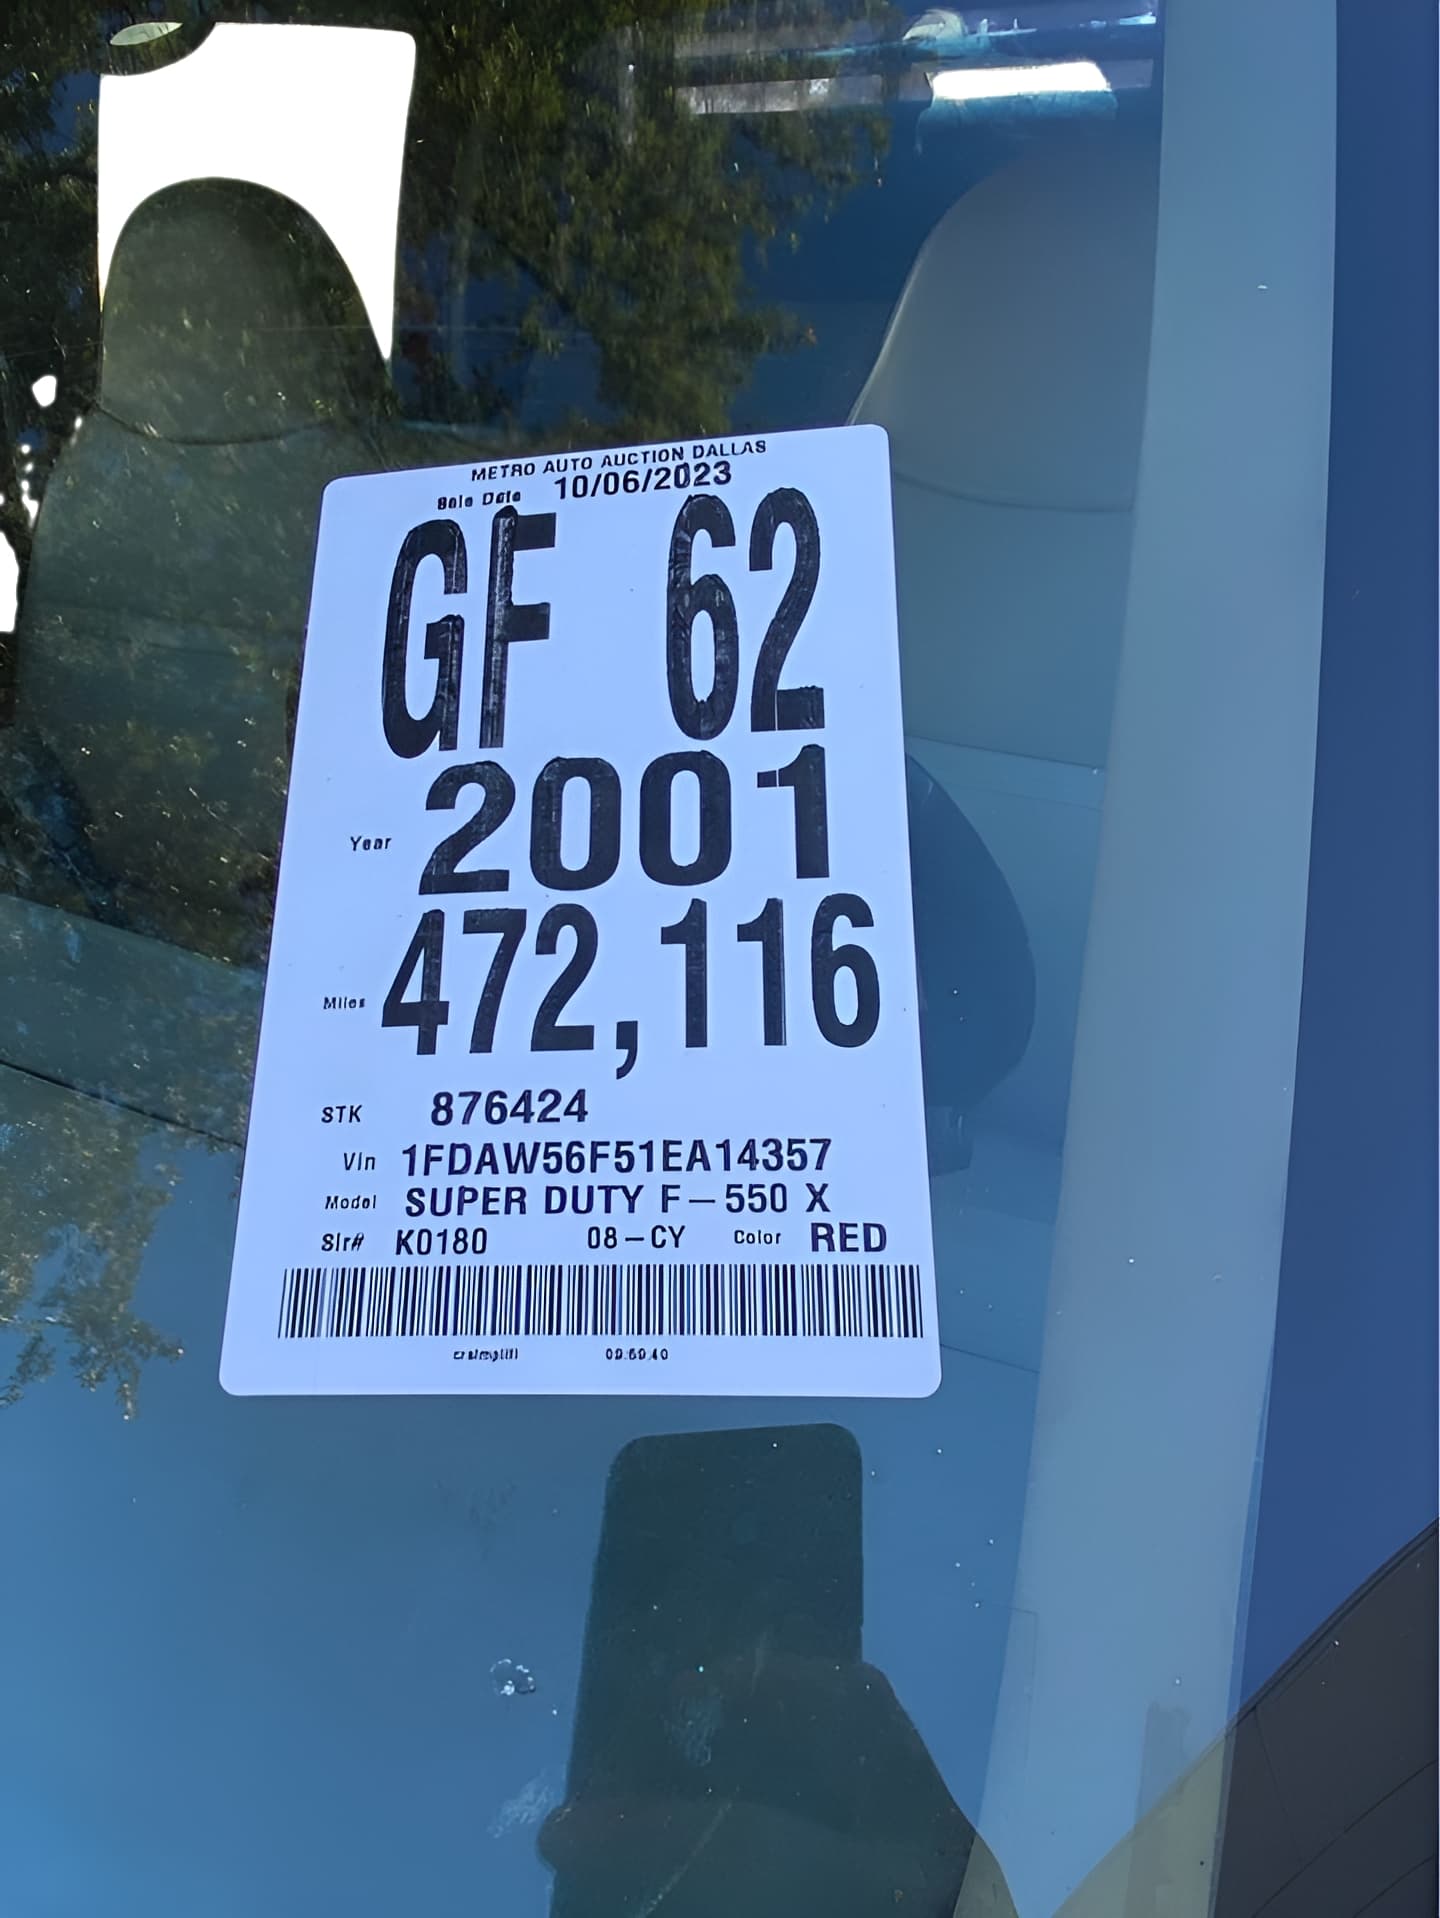 METRO AUTO AUCTION DALLAS
Sale Date 10/06/2023
GF 62
Year 2001
Miles 472,116
STK 876424
Vin 1FDAW56F51EA14357
Model SUPER DUTY F-550 X
Slr# K0180 08-CY Color RED